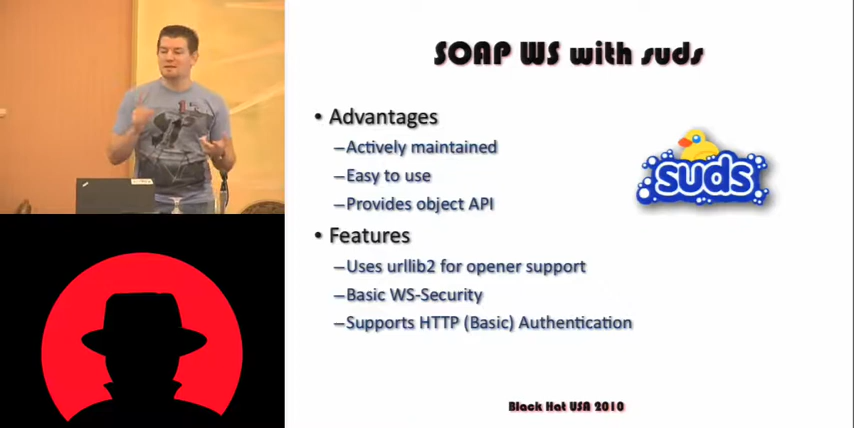 SOAP WS with suds
• Advantages
–Actively maintained
–Easy to use
–Provides object API
suds
• Features
–Uses urllib2 for opener support
–Basic WS-Security
–Supports HTTP (Basic) Authentication
Black Hat USA 2010